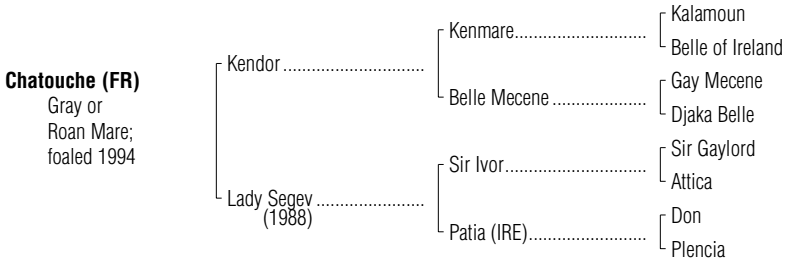 Chatouche (FR)
Gray or
Roan Mare;
foaled 1994
Kendor
Lady Segev
(1988)
Kenmare
Belle Mecene
Sir Ivor
Patia (IRE)
Kalamoun
Belle of Ireland
Gay Mecene
Djaka Belle
Sir Gaylord
Attica
Don
Plencia